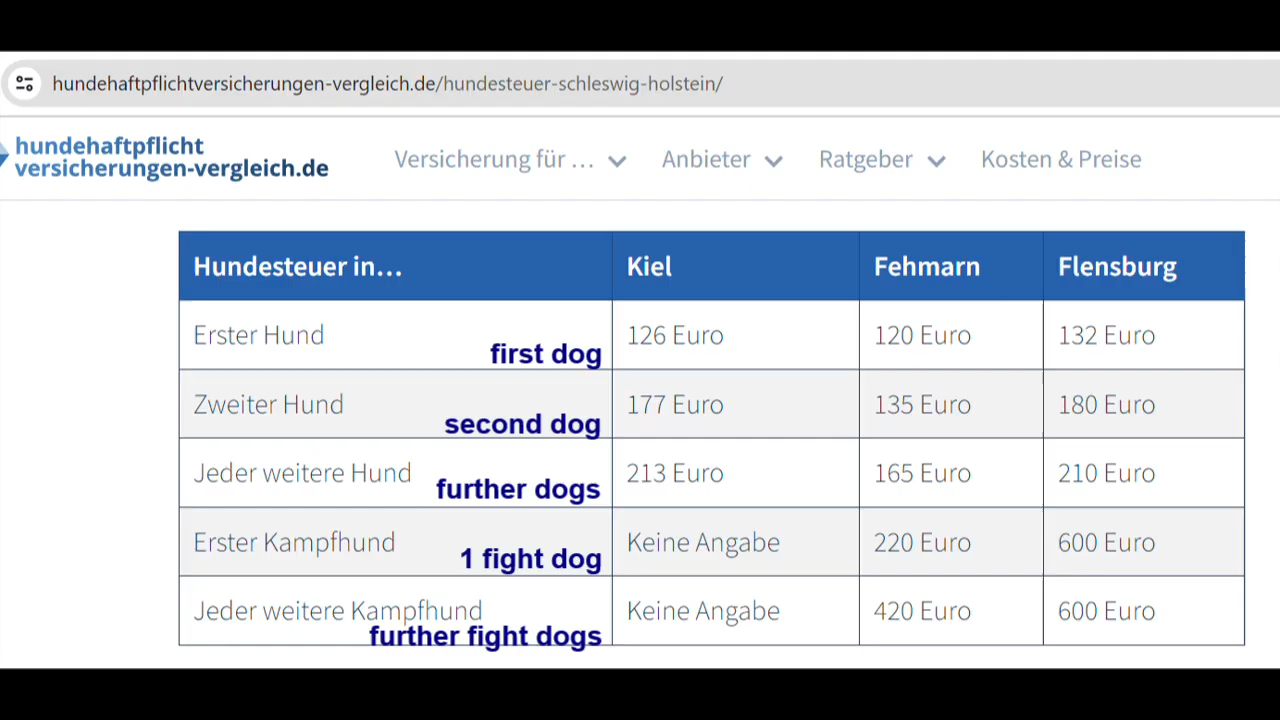 hundehaftpflichtversicherungen-vergleich.de/hundesteuer-schleswig-holstein/
hundehaftpflicht
versicherungen-vergleich.de
Versicherung für ... Anbieter Ratgeber Kosten & Preise
Hundesteuer in... Kiel Fehmarn Flensburg
Erster Hund 126 Euro 120 Euro 132 Euro
first dog
Zweiter Hund 177 Euro 135 Euro 180 Euro
second dog
Jeder weitere Hund 213 Euro 165 Euro 210 Euro
further dogs
Erster Kampfhund Keine Angabe 220 Euro 600 Euro
1 fight dog
Jeder weitere Kampfhund Keine Angabe 420 Euro 600 Euro
further fight dogs